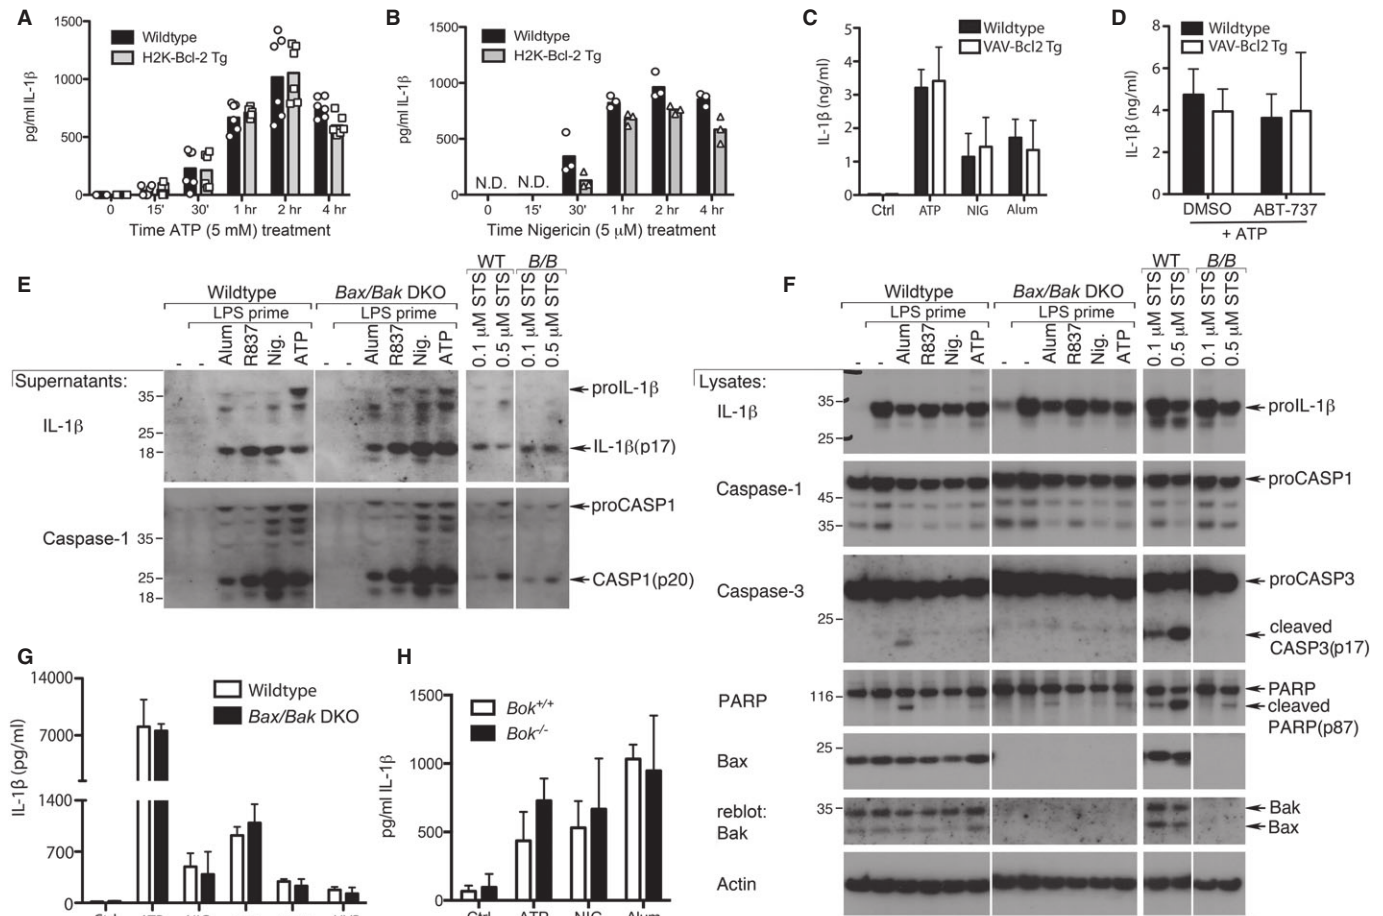 A
1500
1000
500
0
pg/ml IL-1β
Wildtype
H2K-Bcl-2 Tg
0 15' 30' 1 hr 2 hr 4 hr
Time ATP (5 mM) treatment
B
1500
1000
500
0
pg/ml IL-1β
Wildtype
H2K-Bcl-2 Tg
N.D. N.D.
0 15' 30' 1 hr 2 hr 4 hr
Time Nigericin (5 μM) treatment
C
5
4
3
2
1
0
IL-1β (ng/ml)
Wildtype
VAV-Bcl2 Tg
Ctrl ATP NIG Alum
D
8
6
4
2
0
IL-1β (ng/ml)
Wildtype
VAV-Bcl2 Tg
DMSO ABT-737
+ ATP
E
Wildtype Bax/Bak DKO WT B/B
LPS prime LPS prime
- - Alum R837 Nig. ATP - - Alum R837 Nig. ATP 0.1 μM STS 0.5 μM STS 0.1 μM STS 0.5 μM STS
Supernatants:
IL-1β
35
25
18
proIL-1β
IL-1β(p17)
Caspase-1
35
25
18
proCASP1
CASP1(p20)
F
Wildtype Bax/Bak DKO WT B/B
LPS prime LPS prime
- - Alum R837 Nig. ATP - - Alum R837 Nig. ATP 0.1 μM STS 0.5 μM STS 0.1 μM STS 0.5 μM STS
Lysates:
IL-1β
35
25
proIL-1β
Caspase-1
45
35
proCASP1
Caspase-3
25
proCASP3
cleaved
CASP3(p17)
PARP
116
PARP
cleaved
PARP(p87)
Bax
25
reblot:
Bak
35
Bak
Bax
Actin
G
14000
7000
1400
700
0
IL-1β (pg/ml)
Wildtype
Bax/Bak DKO
H
1500
1000
500
0
pg/ml IL-1β
Bok+/+
Bok-/-
Ctrl ATP NIG Alum